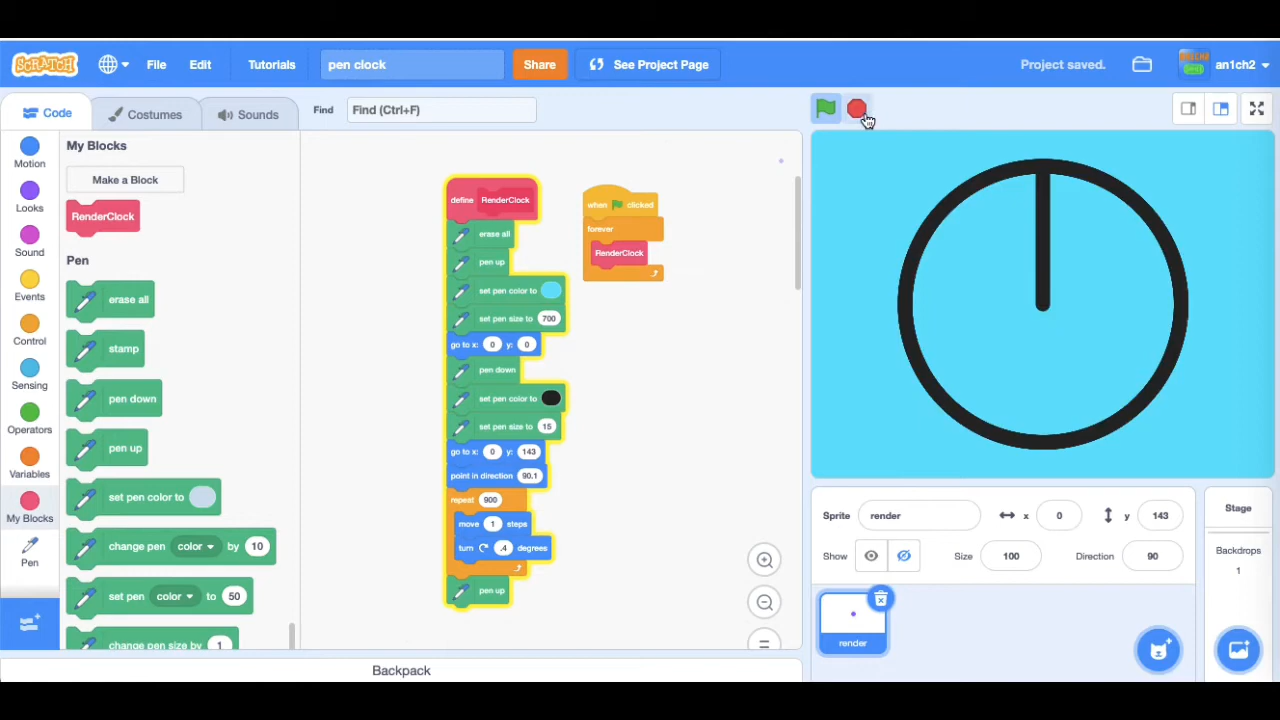 SCRATCH File Edit Tutorials pen clock Share See Project Page Project saved. an1ch2
Code Costumes Sounds Find Find (Ctrl+F)
Motion
Looks
Sound
Events
Control
Sensing
Operators
Variables
My Blocks
Pen
My Blocks
Make a Block
RenderClock
Pen
erase all
stamp
pen down
pen up
set pen color to
change pen color by 10
set pen color to 50
change pen size by 1
define RenderClock
erase all
pen up
set pen color to
set pen size to 700
go to x: 0 y: 0
pen down
set pen color to
set pen size to 15
go to x: 0 y: 143
point in direction 90.1
repeat 900
move 1 steps
turn .4 degrees
pen up
when clicked
forever
RenderClock
Backpack
Sprite render x 0 y 143
Show Size 100 Direction 90
render
Stage
Backdrops
1